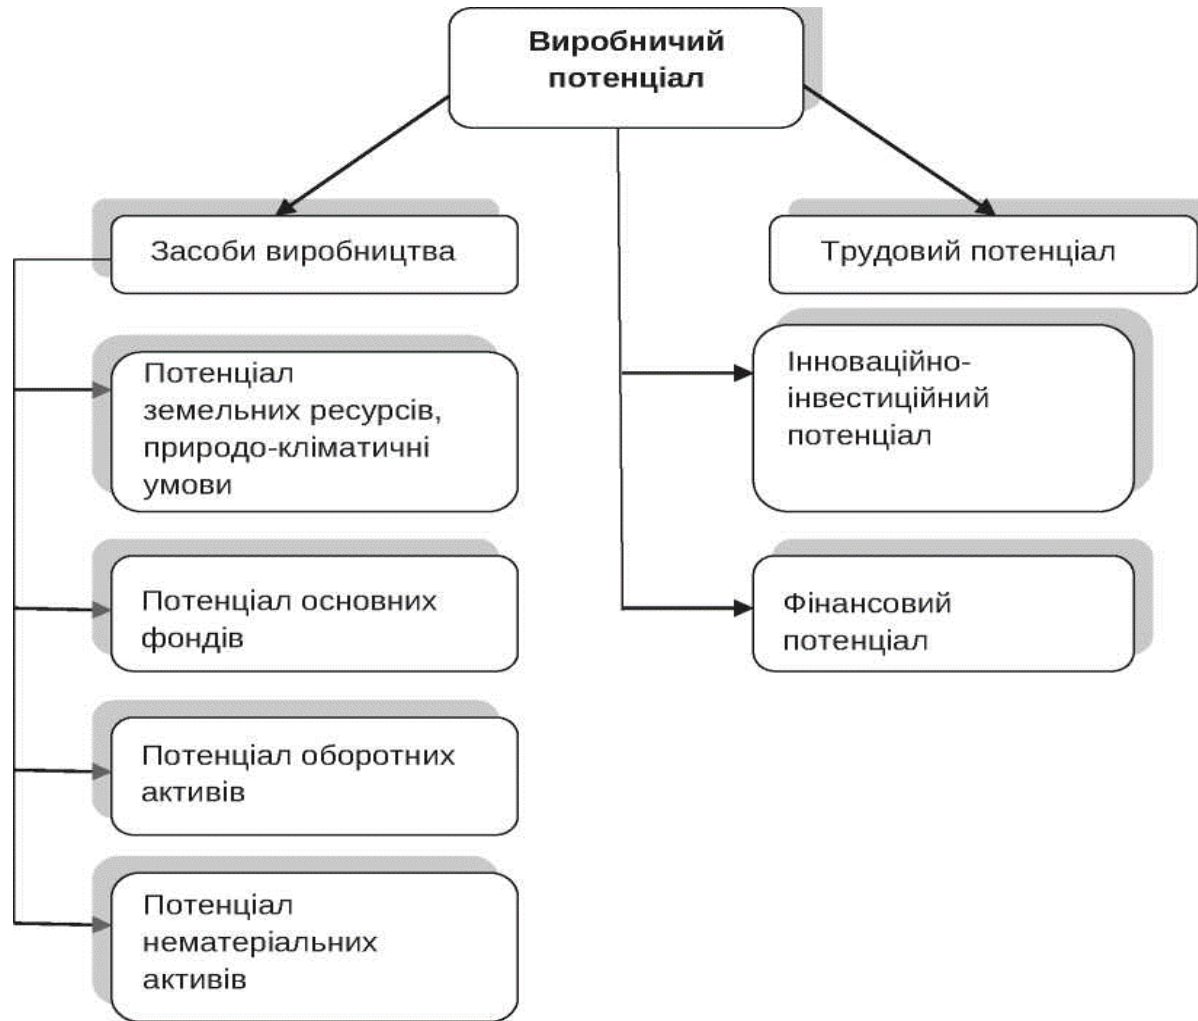 Виробничий
потенціал
Засоби виробництва
Трудовий потенціал
Потенціал
земельних ресурсів,
природо-кліматичні
умови
Інноваційно-
інвестиційний
потенціал
Потенціал основних
фондів
Фінансовий
потенціал
Потенціал оборотних
активів
Потенціал
нематеріальних
активів